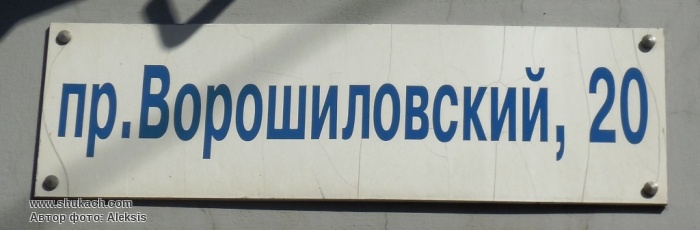 пр.Ворошиловский, 20
www.shukach.com
Автор фото: Aleksis